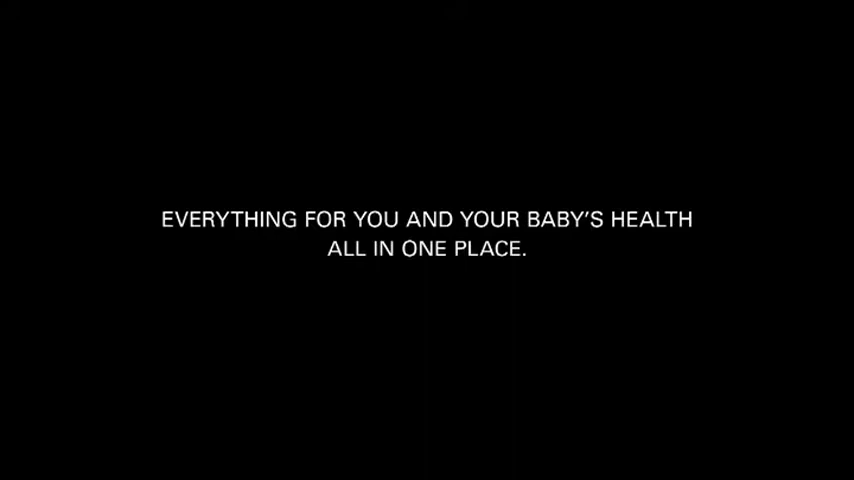 EVERYTHING FOR YOU AND YOUR BABY’S HEALTH
ALL IN ONE PLACE.